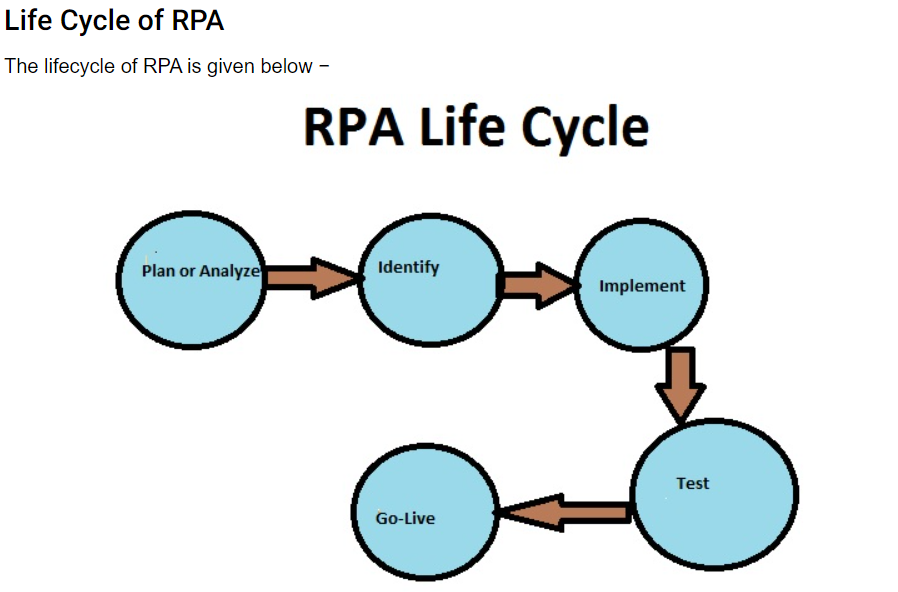 Life Cycle of RPA
The lifecycle of RPA is given below −
RPA Life Cycle
Plan or Analyze
Identify
Implement
Test
Go-Live